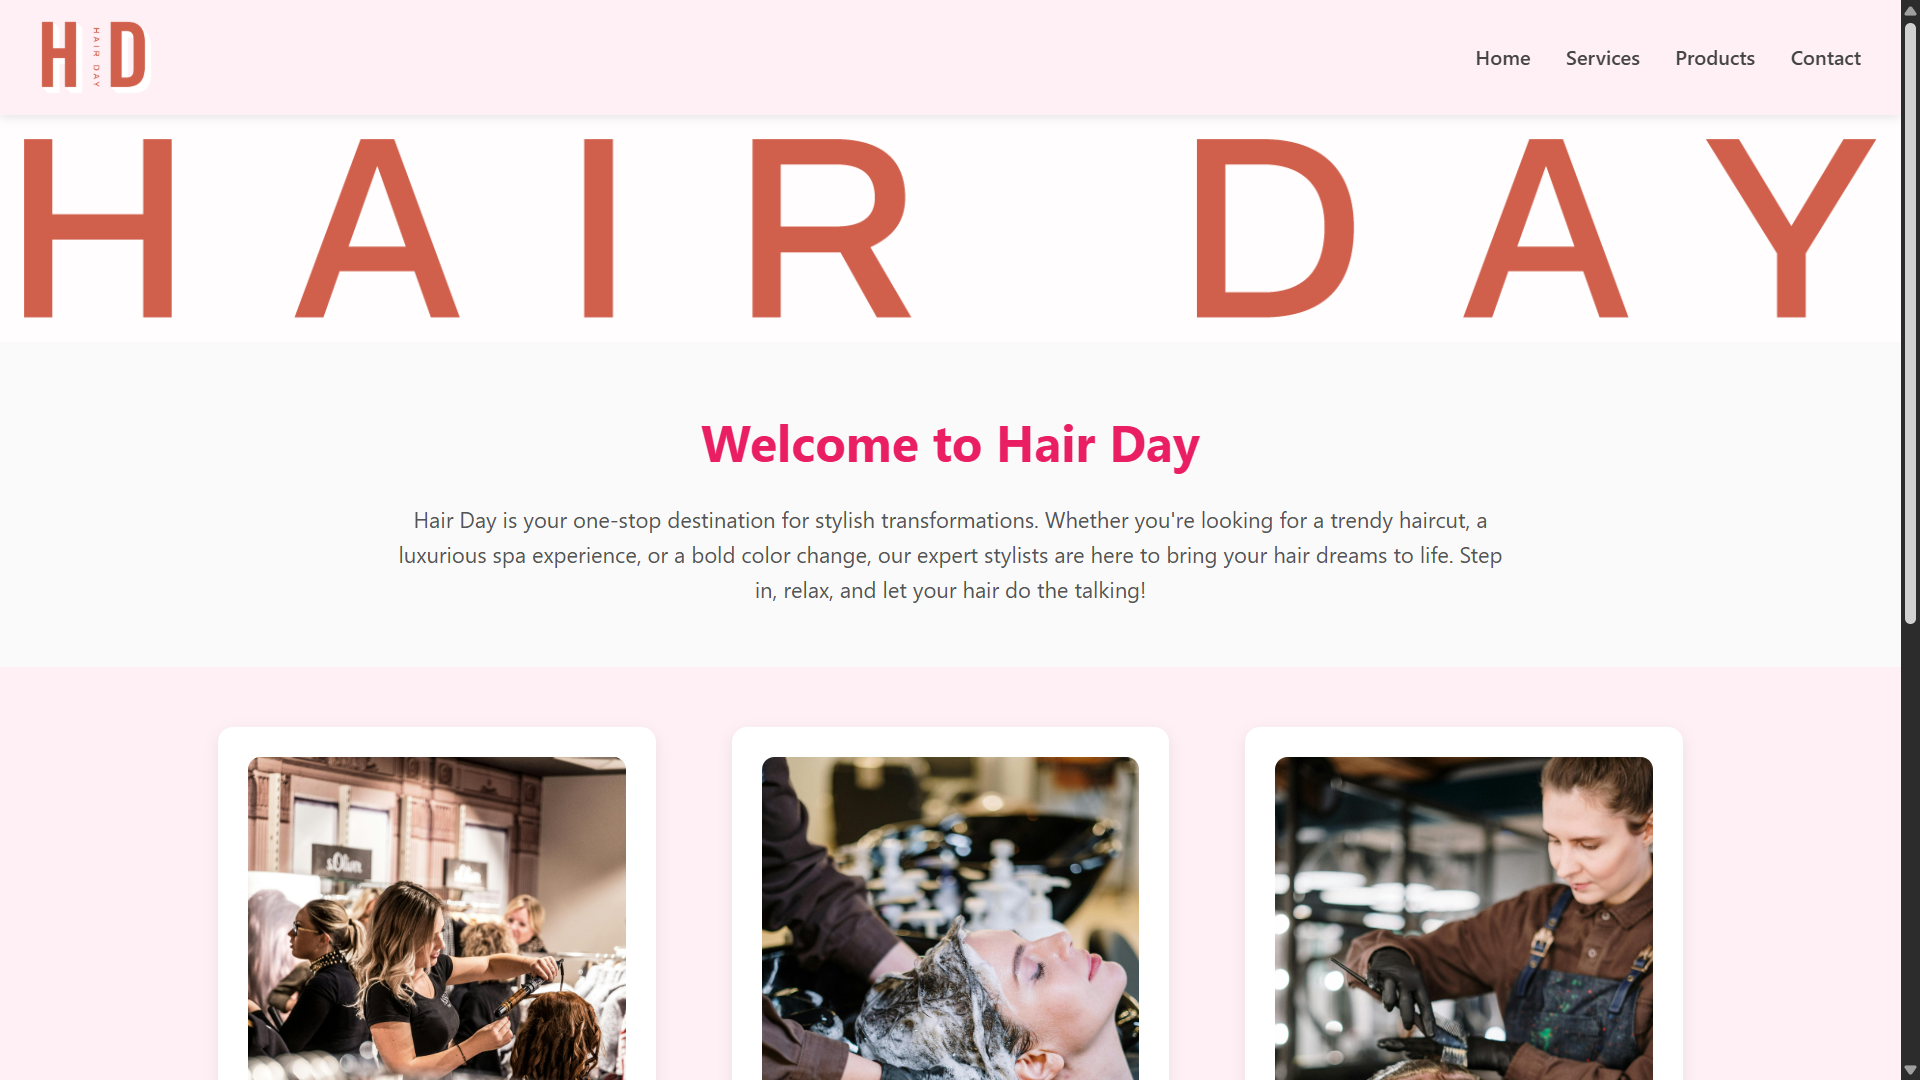 H HAIR DAY D
Home Services Products Contact
HAIR DAY
Welcome to Hair Day
Hair Day is your one-stop destination for stylish transformations. Whether you're looking for a trendy haircut, a
luxurious spa experience, or a bold color change, our expert stylists are here to bring your hair dreams to life. Step
in, relax, and let your hair do the talking!
s.Oliver